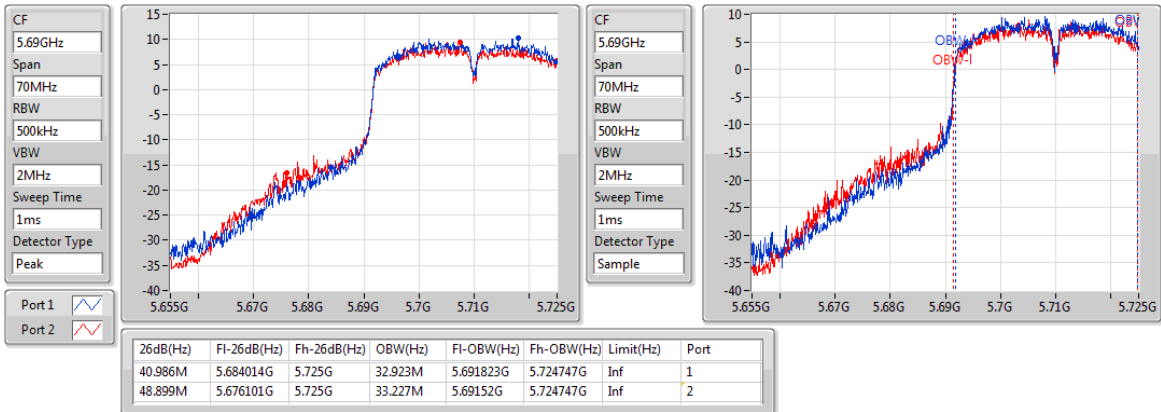 CF
5.69GHz
Span
70MHz
RBW
500kHz
VBW
2MHz
Sweep Time
1ms
Detector Type
Peak
Port 1
Port 2
15
10
5
0
-5
-10
-15
-20
-25
-30
-35
-40
5.655G 5.67G 5.68G 5.69G 5.7G 5.71G 5.725G
CF
5.69GHz
Span
70MHz
RBW
500kHz
VBW
2MHz
Sweep Time
1ms
Detector Type
Sample
10
5
0
-5
-10
-15
-20
-25
-30
-35
-40
OBW
OBW-l
OBV
5.655G 5.67G 5.68G 5.69G 5.7G 5.71G 5.725G
26dB(Hz) Fl-26dB(Hz) Fh-26dB(Hz) OBW(Hz) Fl-OBW(Hz) Fh-OBW(Hz) Limit(Hz) Port
40.986M 5.684014G 5.725G 32.923M 5.691823G 5.724747G Inf 1
48.899M 5.676101G 5.725G 33.227M 5.69152G 5.724747G Inf 2